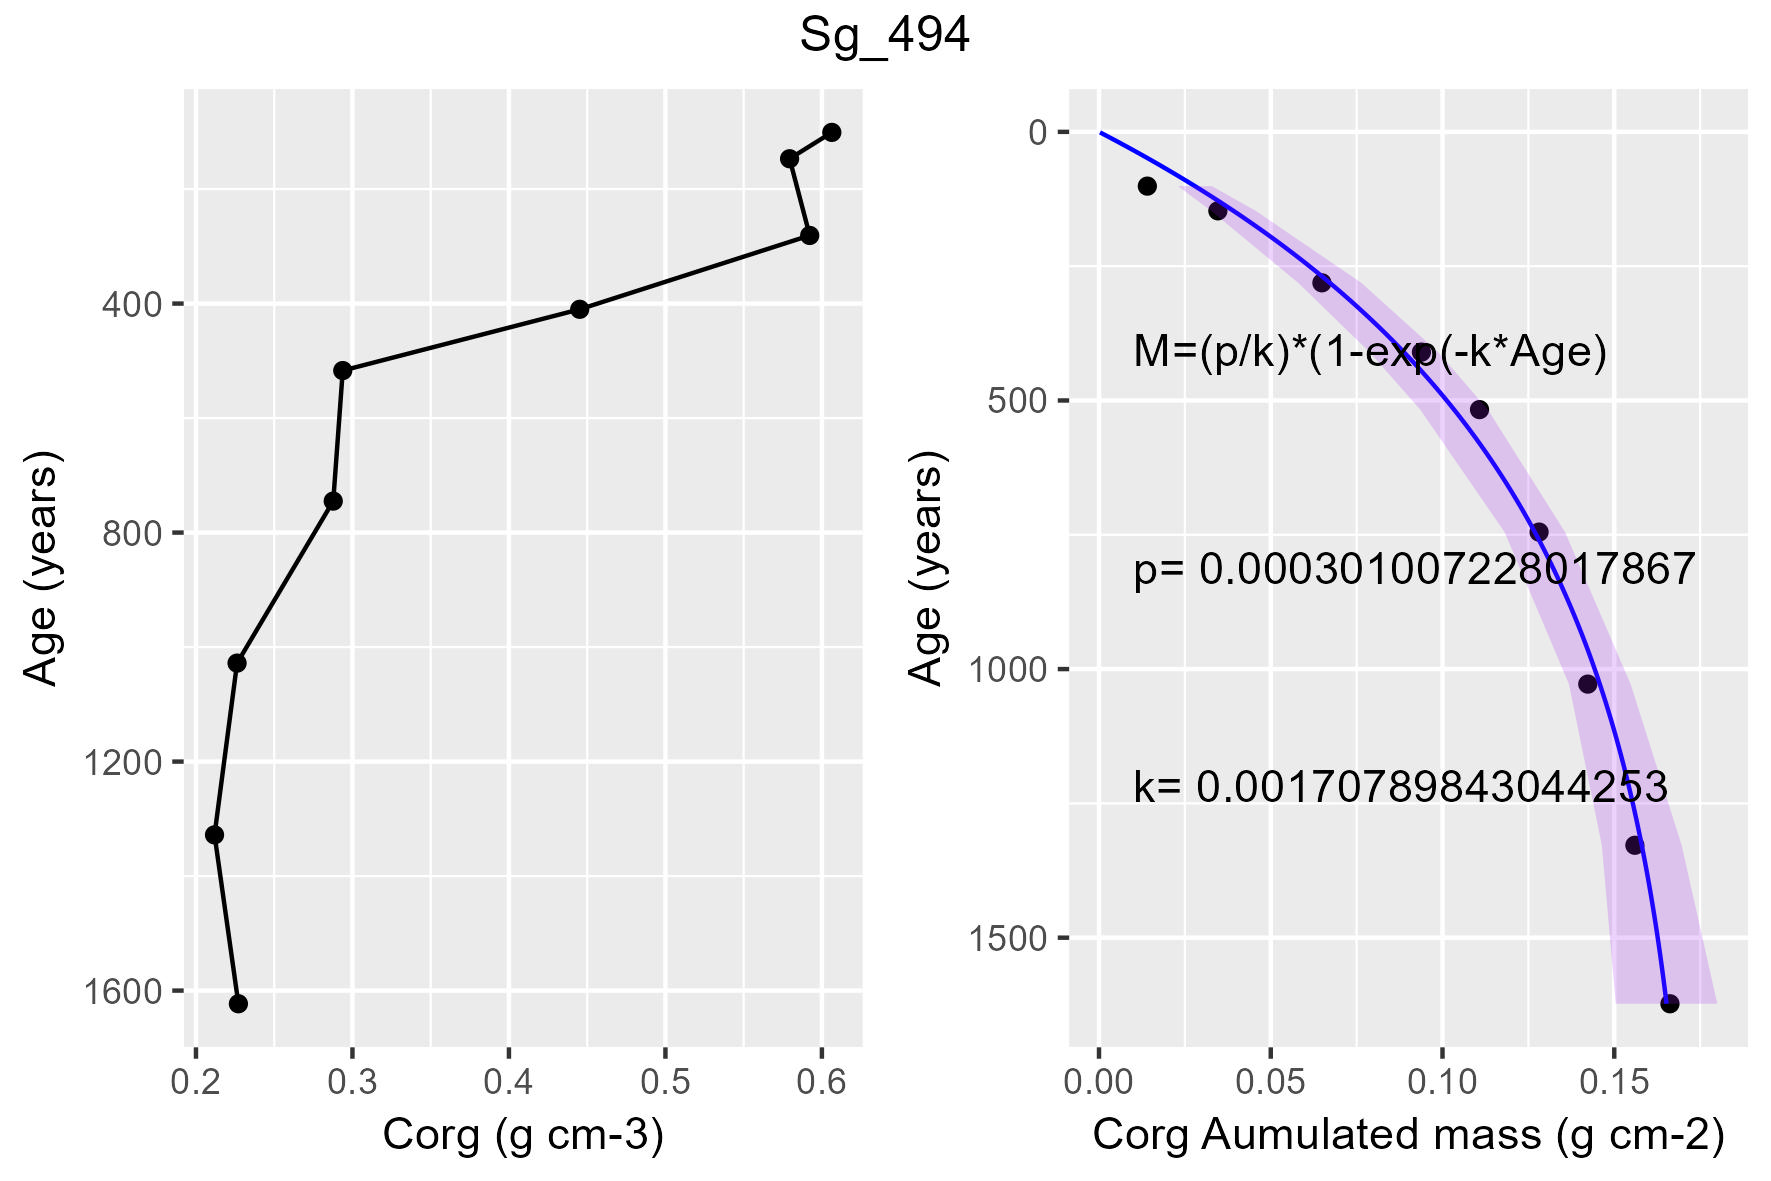 Sg_494
Age (years)
400
800
1200
1600
0.2 0.3 0.4 0.5 0.6
Corg (g cm-3)
Age (years)
0
500
1000
1500
M=(p/k)*(1-exp(-k*Age)
p= 0.000301007228017867
k= 0.00170789843044253
0.00 0.05 0.10 0.15
Corg Aumulated mass (g cm-2)